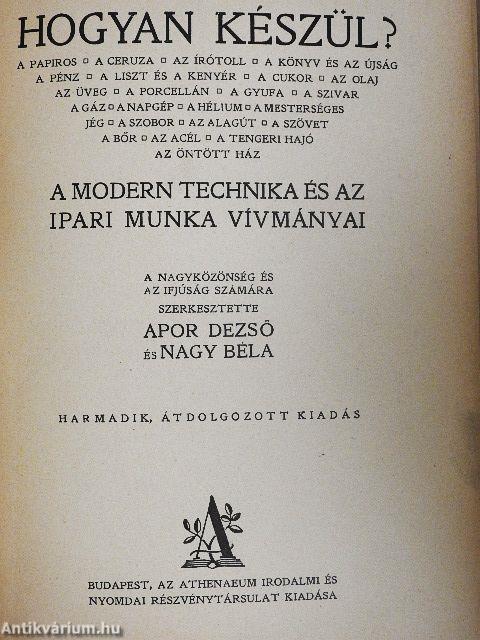 HOGYAN KÉSZÜL?
A PAPIROS ▫ A CERUZA ▫ AZ ÍRÓTOLL ▫ A KÖNYV ÉS AZ ÚJSÁG
A PÉNZ ▫ A LISZT ÉS A KENYÉR ▫ A CUKOR ▫ AZ OLAJ
AZ ÜVEG ▫ A PORCELLÁN ▫ A GYUFA ▫ A SZIVAR
A GÁZ ▫ A NAPGÉP ▫ A HÉLIUM ▫ A MESTERSÉGES
JÉG ▫ A SZOBOR ▫ AZ ALAGÚT ▫ A SZÖVET
A BŐR ▫ AZ ACÉL ▫ A TENGERI HAJÓ
AZ ÖNTÖTT HÁZ
A MODERN TECHNIKA ÉS AZ
IPARI MUNKA VÍVMÁNYAI
A NAGYKÖZÖNSÉG ÉS
AZ IFJÚSÁG SZÁMÁRA
SZERKESZTETTE
APOR DEZSŐ
ÉS NAGY BÉLA
HARMADIK, ÁTDOLGOZOTT KIADÁS
A
BUDAPEST, AZ ATHENAEUM IRODALMI ÉS
NYOMDAI RÉSZVÉNYTÁRSULAT KIADÁSA
Antikvárium.hu